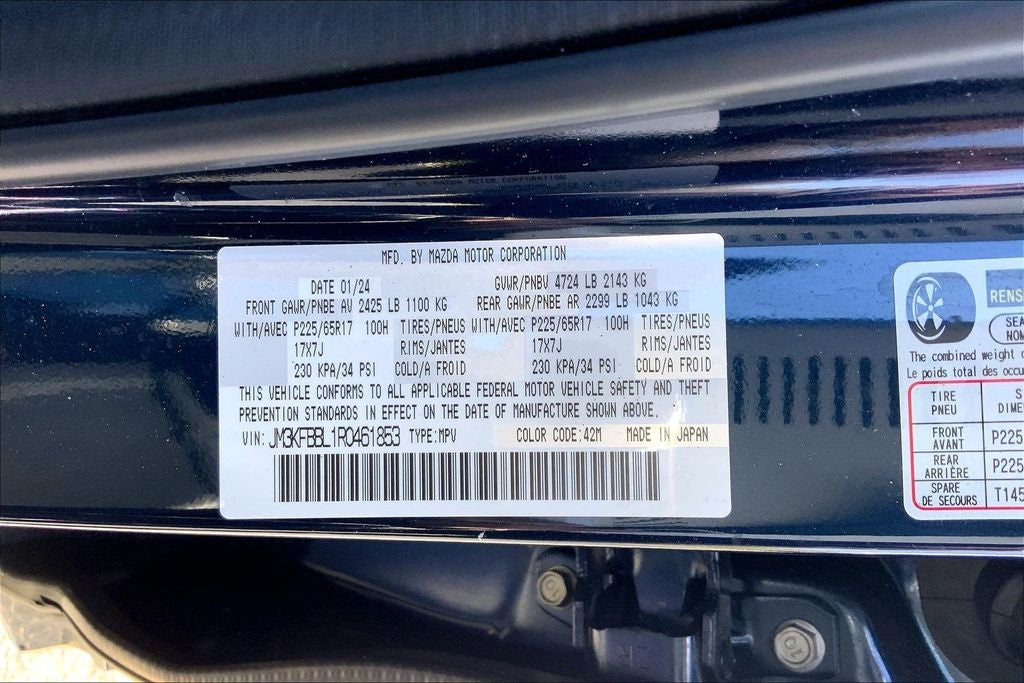 MFD. BY MAZDA MOTOR CORPORATION
DATE 01/24 GVWR/PNBV 4724 LB 2143 KG
FRONT GAWR/PNBE AV 2425 LB 1100 KG REAR GAWR/PNBE AR 2299 LB 1043 KG
WITH/AVEC P225/65R17 100H TIRES/PNEUS WITH/AVEC P225/65R17 100H TIRES/PNEUS
17X7J RIMS/JANTES 17X7J RIMS/JANTES
230 KPA/34 PSI COLD/A FROID 230 KPA/34 PSI COLD/A FROID
THIS VEHICLE CONFORMS TO ALL APPLICABLE FEDERAL MOTOR VEHICLE SAFETY AND THEFT
PREVENTION STANDARDS IN EFFECT ON THE DATE OF MANUFACTURE SHOWN ABOVE.
VIN: JM3KFBBL1R0461853 TYPE:MPV COLOR CODE:42M MADE IN JAPAN
RENS
SEA
NOM
The combined weight
Le poids total des occu
TIRE
PNEU
S
DIME
FRONT
AVANT
P225
REAR
ARRIÈRE
P225
SPARE
DE SECOURS
T145